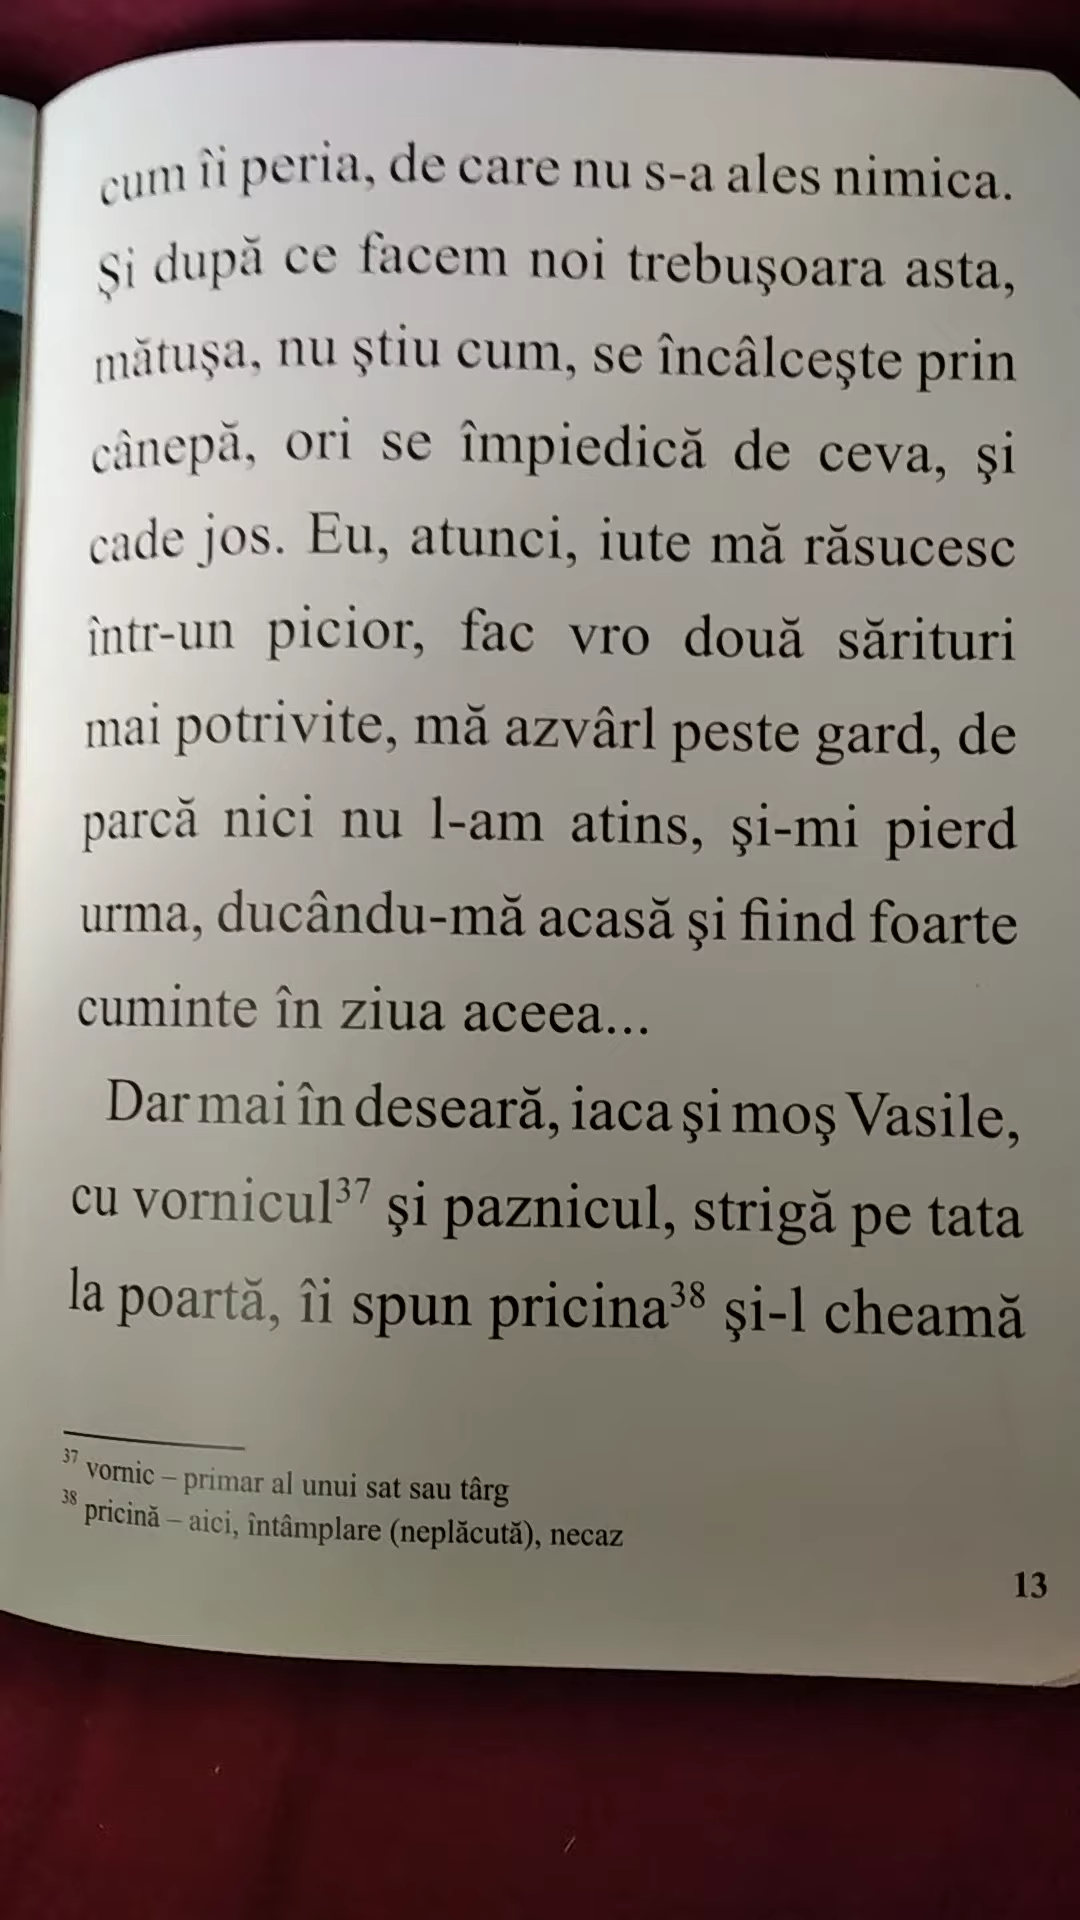 cum îi peria, de care nu s-a ales nimica.
Şi după ce facem noi trebuşoara asta,
mătuşa, nu ştiu cum, se încâlceşte prin
cânepă, ori se împiedică de ceva, şi
cade jos. Eu, atunci, iute mă răsucesc
într-un picior, fac vro două sărituri
mai potrivite, mă azvârl peste gard, de
parcă nici nu l-am atins, şi-mi pierd
urma, ducându-mă acasă şi fiind foarte
cuminte în ziua aceea...
Dar mai în deseară, iaca şi moş Vasile,
cu vornicul³⁷ şi paznicul, strigă pe tata
la poartă, îi spun pricina³⁸ şi-l cheamă
³⁷ vornic – primar al unui sat sau târg
³⁸ pricină – aici, întâmplare (neplăcută), necaz
13